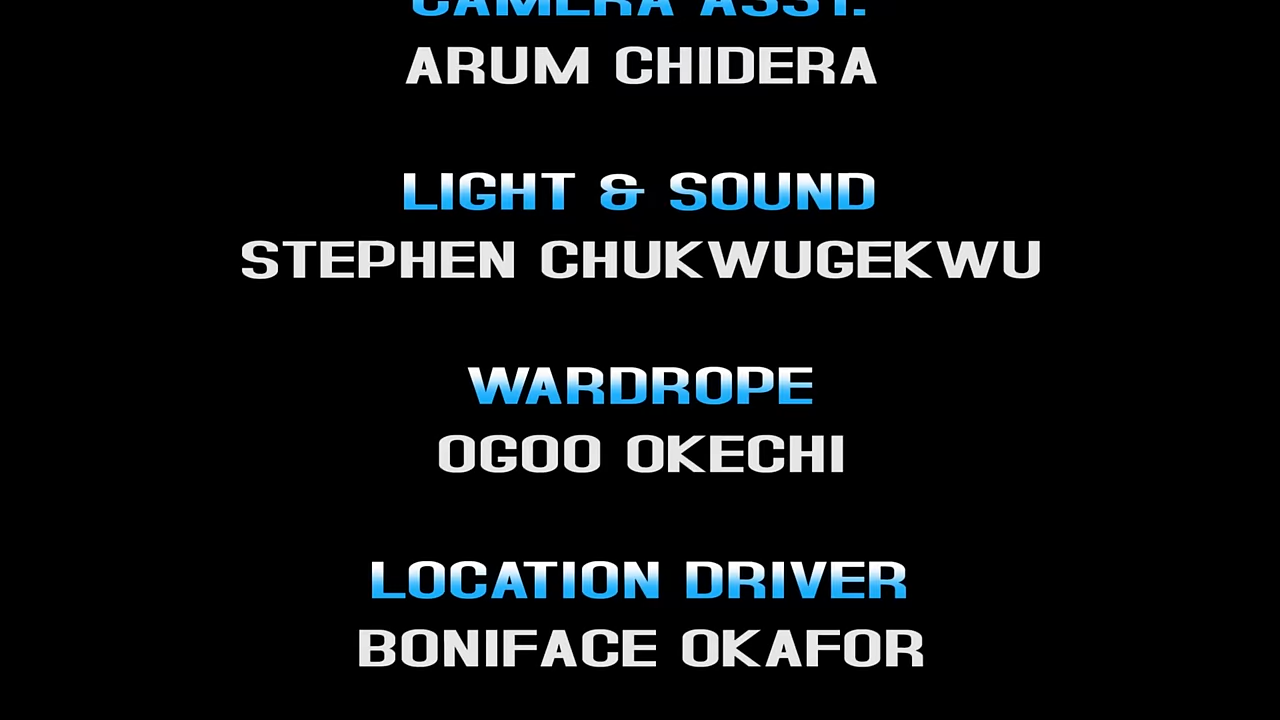 CAMERA ASST.
ARUM CHIDERA
LIGHT & SOUND
STEPHEN CHUKWUGEKWU
WARDROPE
OGOO OKECHI
LOCATION DRIVER
BONIFACE OKAFOR